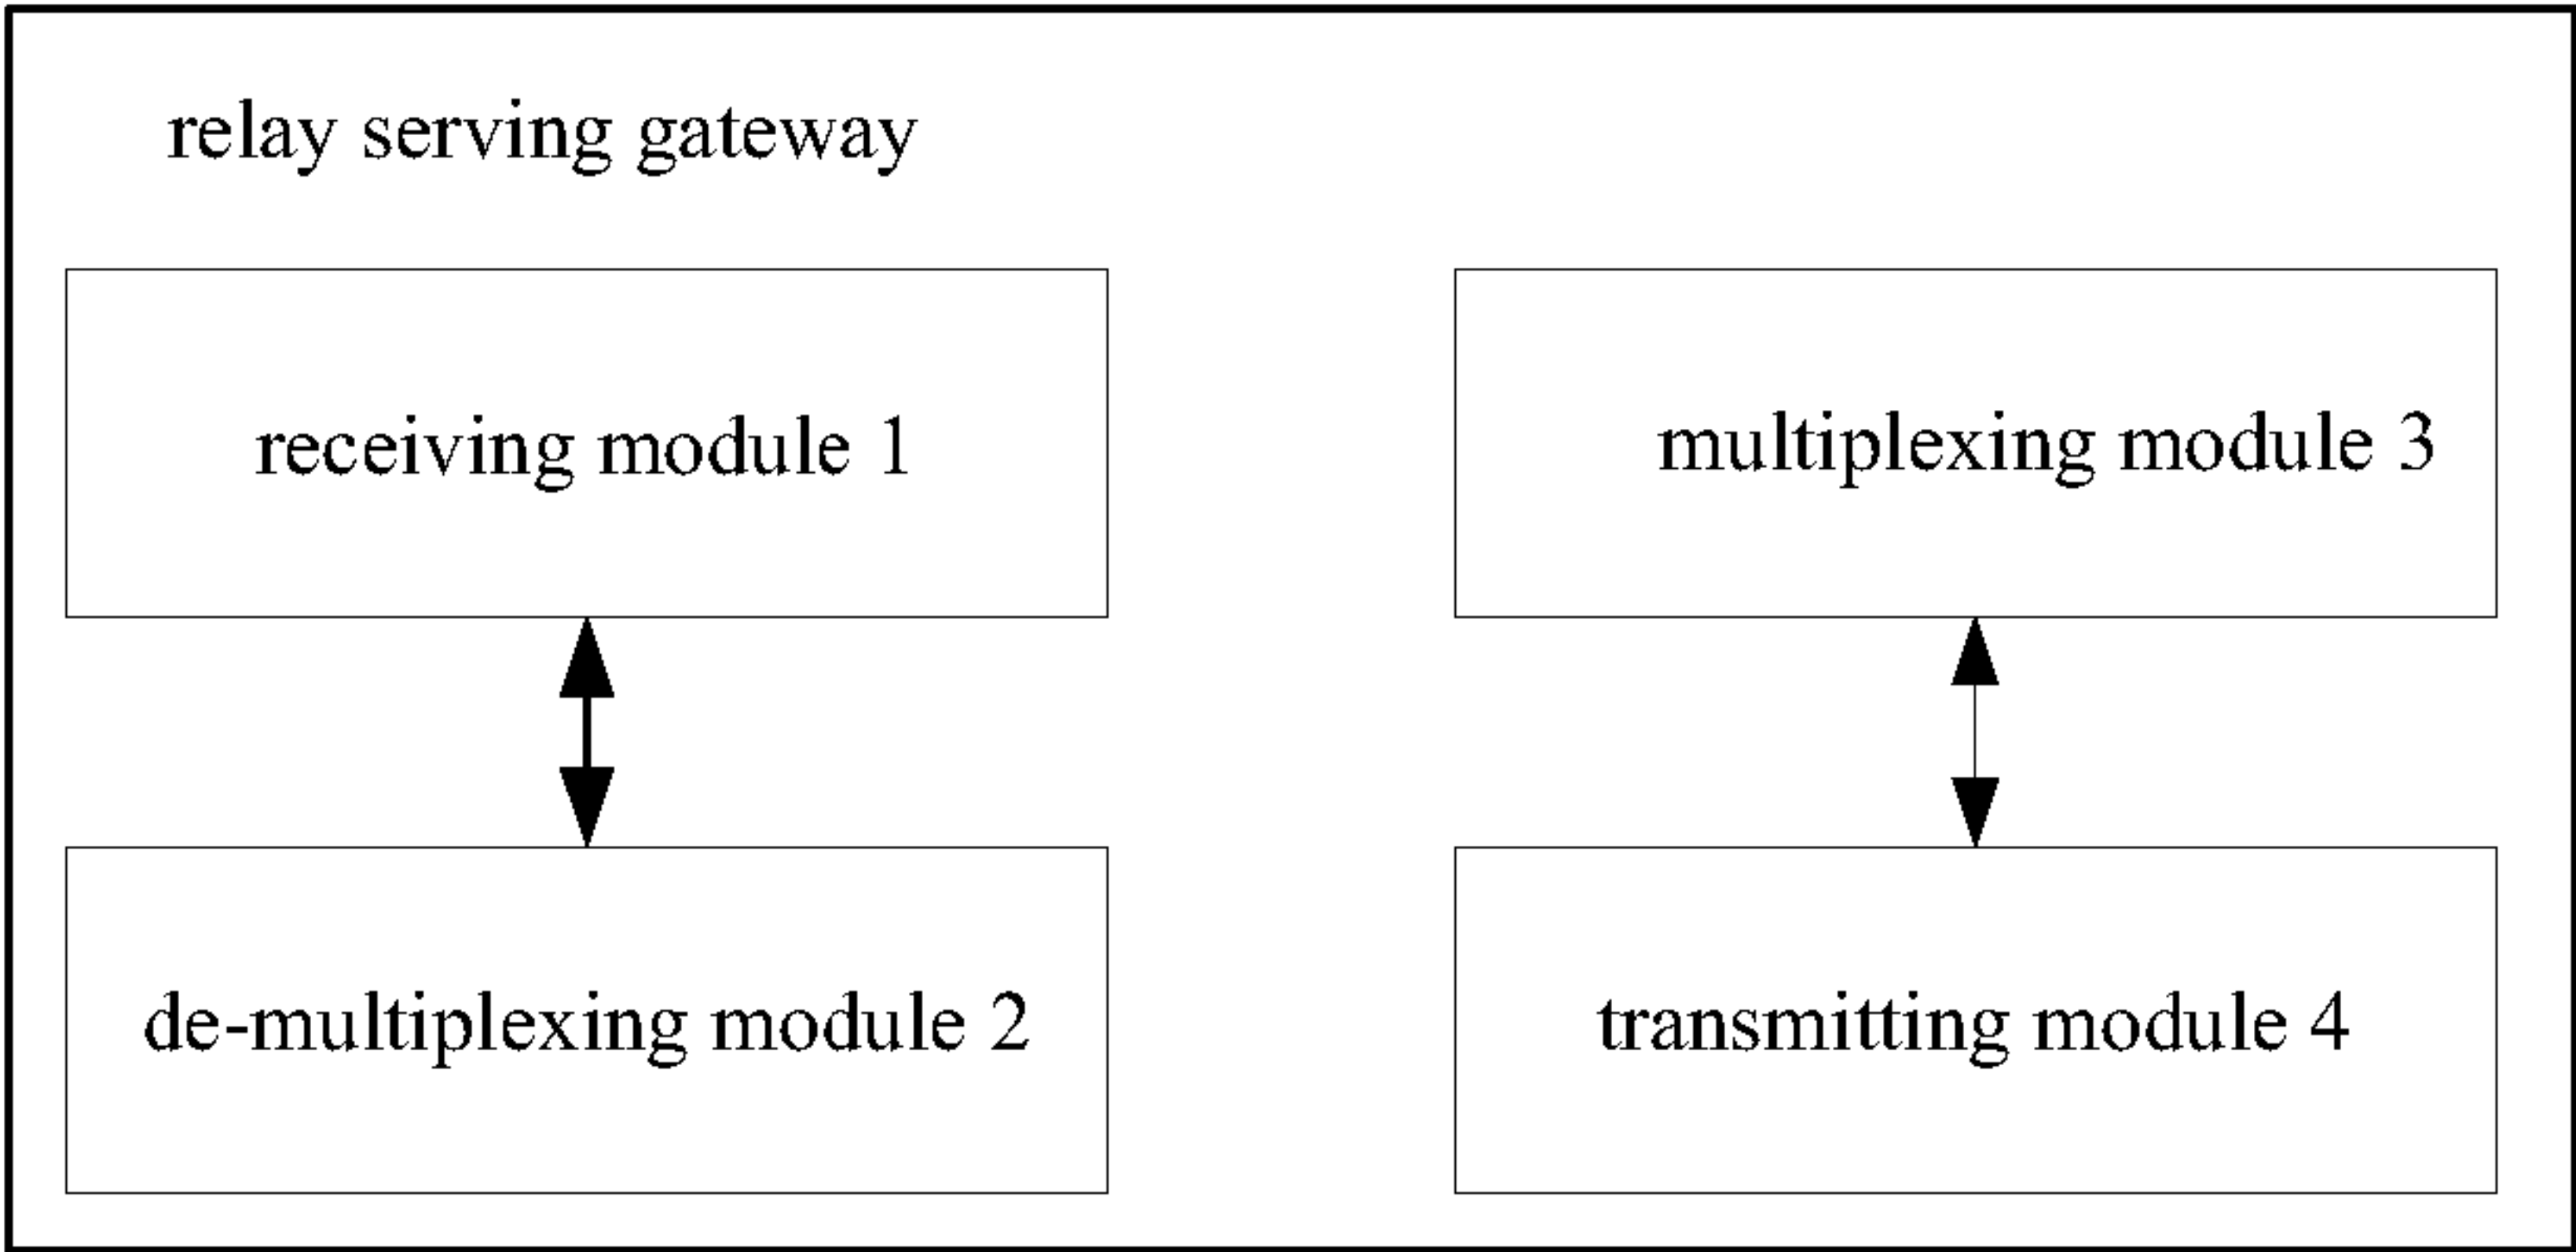 relay serving gateway
receiving module 1
multiplexing module 3
de-multiplexing module 2
transmitting module 4